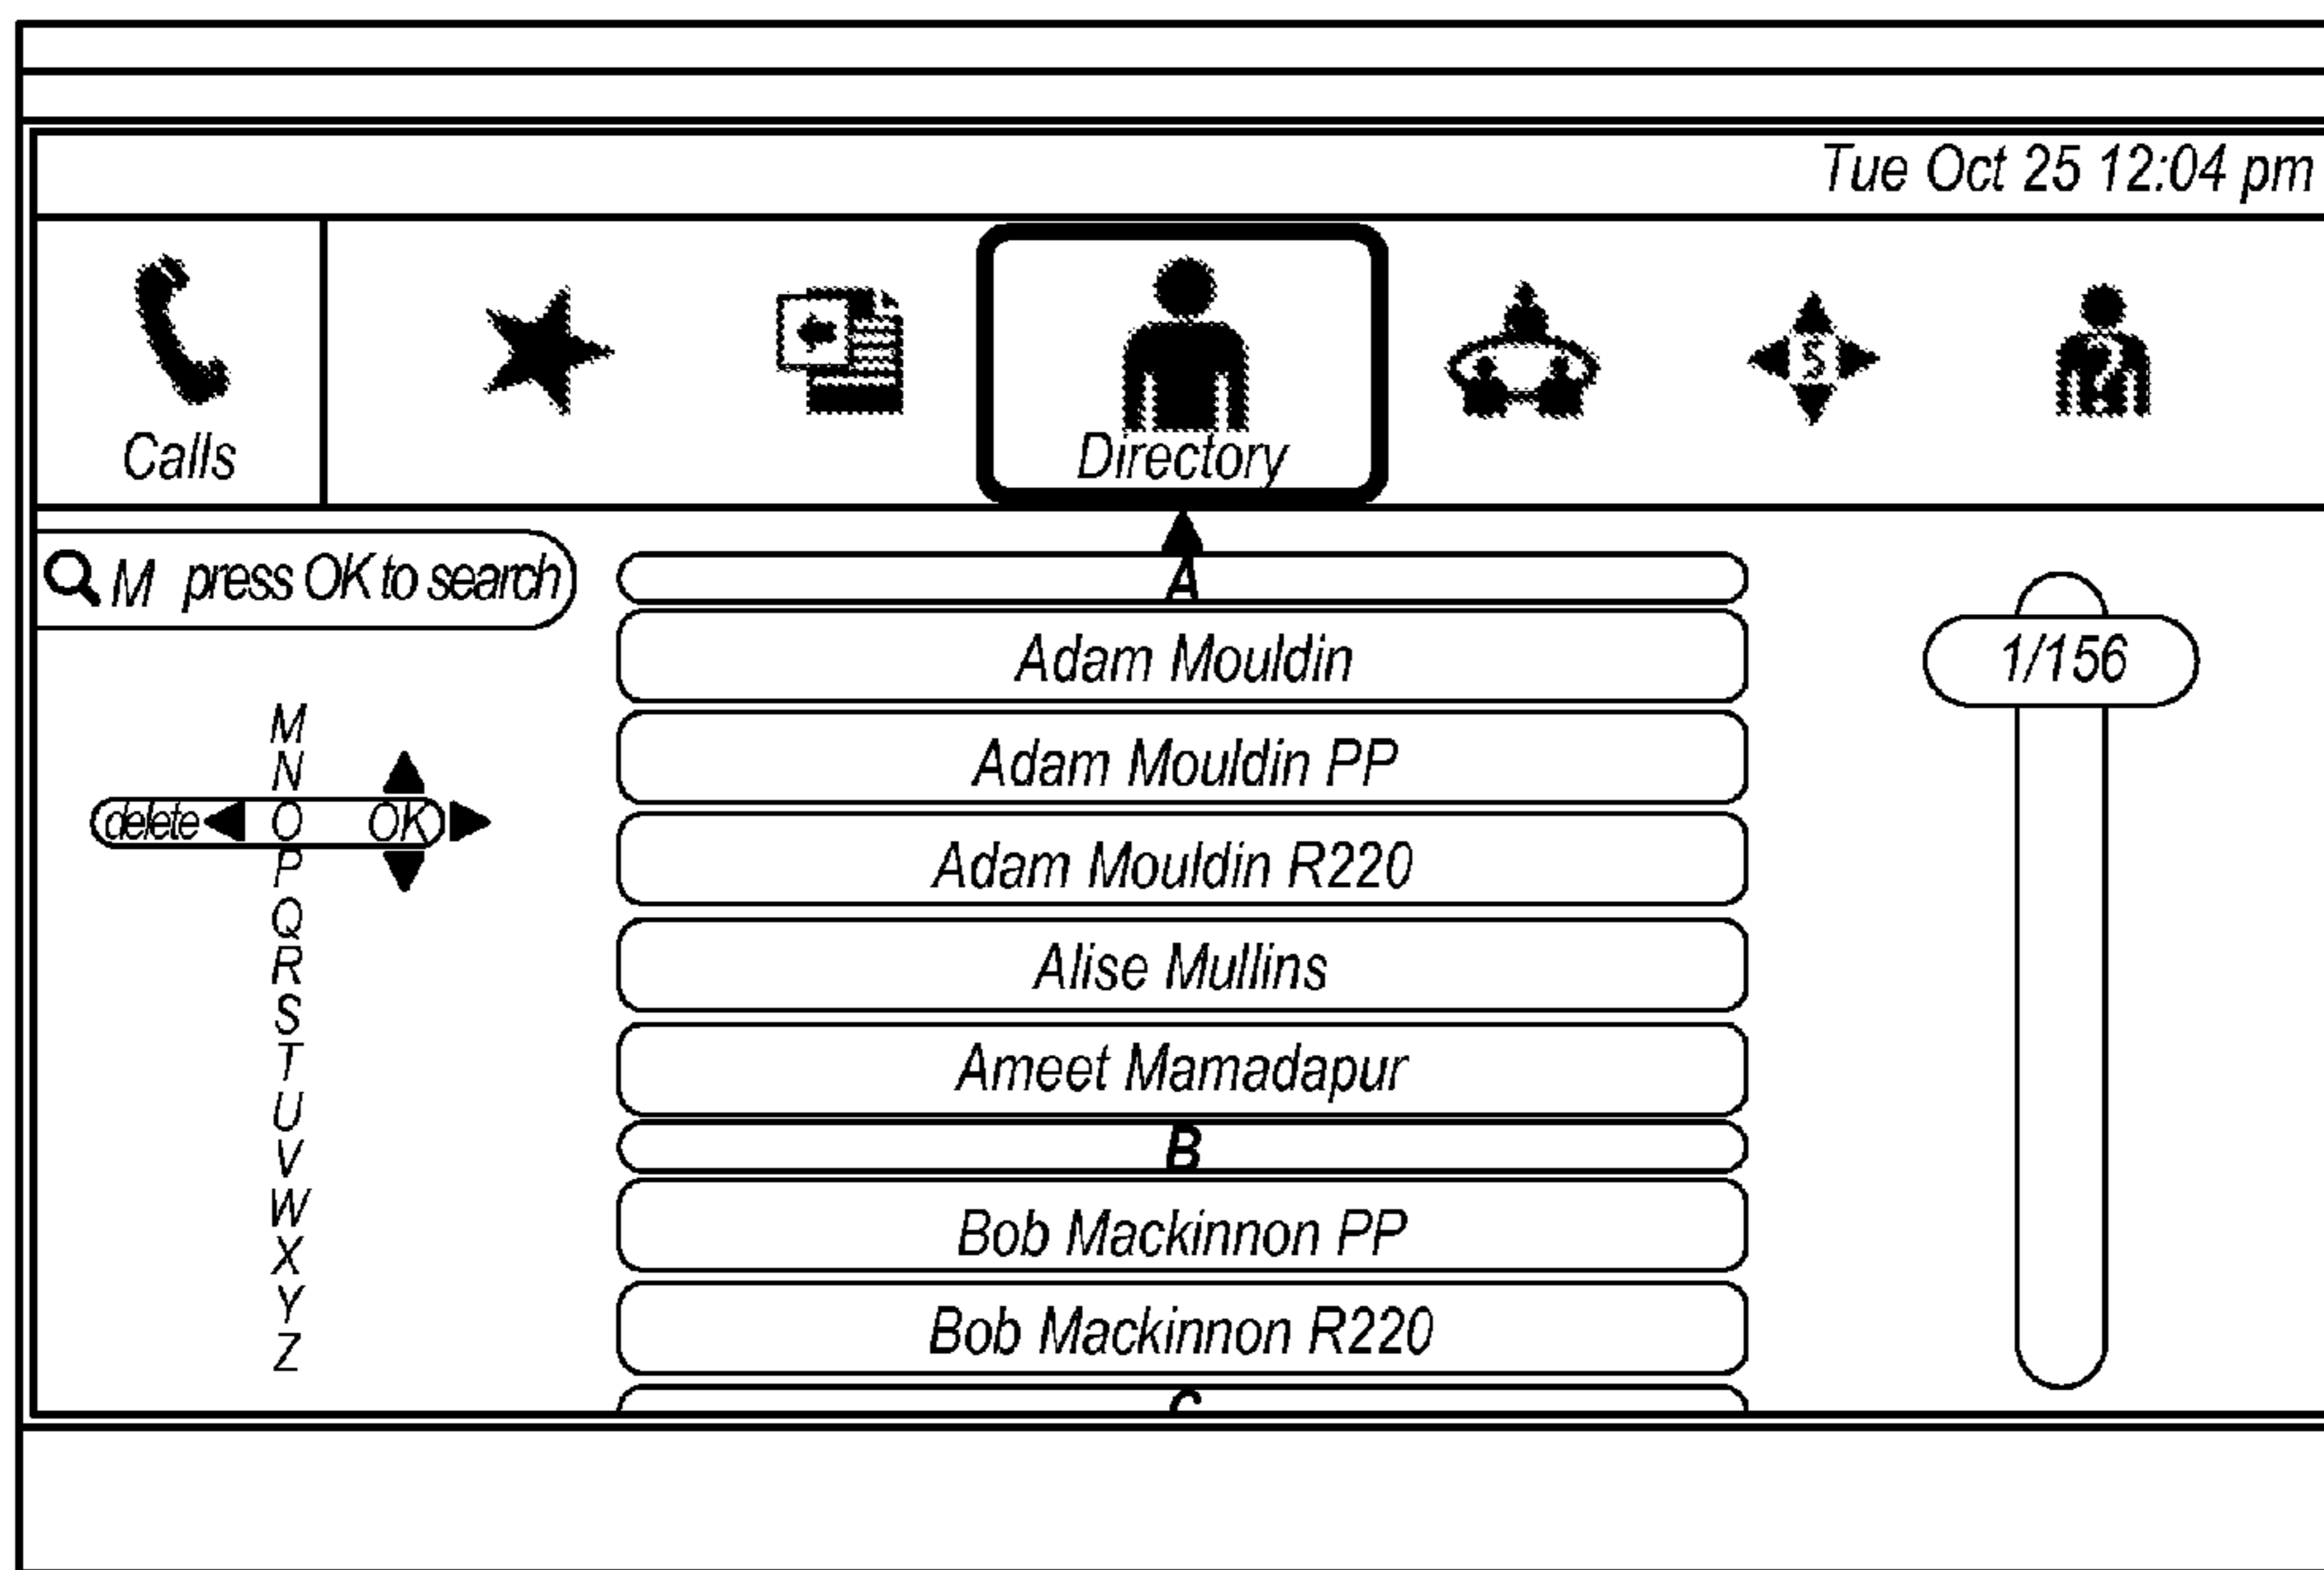 Tue Oct 25 12:04 pm
Calls
S
Directory
M press OK to search
M
N
delete O OK
P
Q
R
S
T
U
V
W
X
Y
Z
A
Adam Mouldin
Adam Mouldin PP
Adam Mouldin R220
Alise Mullins
Ameet Mamadapur
B
Bob Mackinnon PP
Bob Mackinnon R220
C
1/156